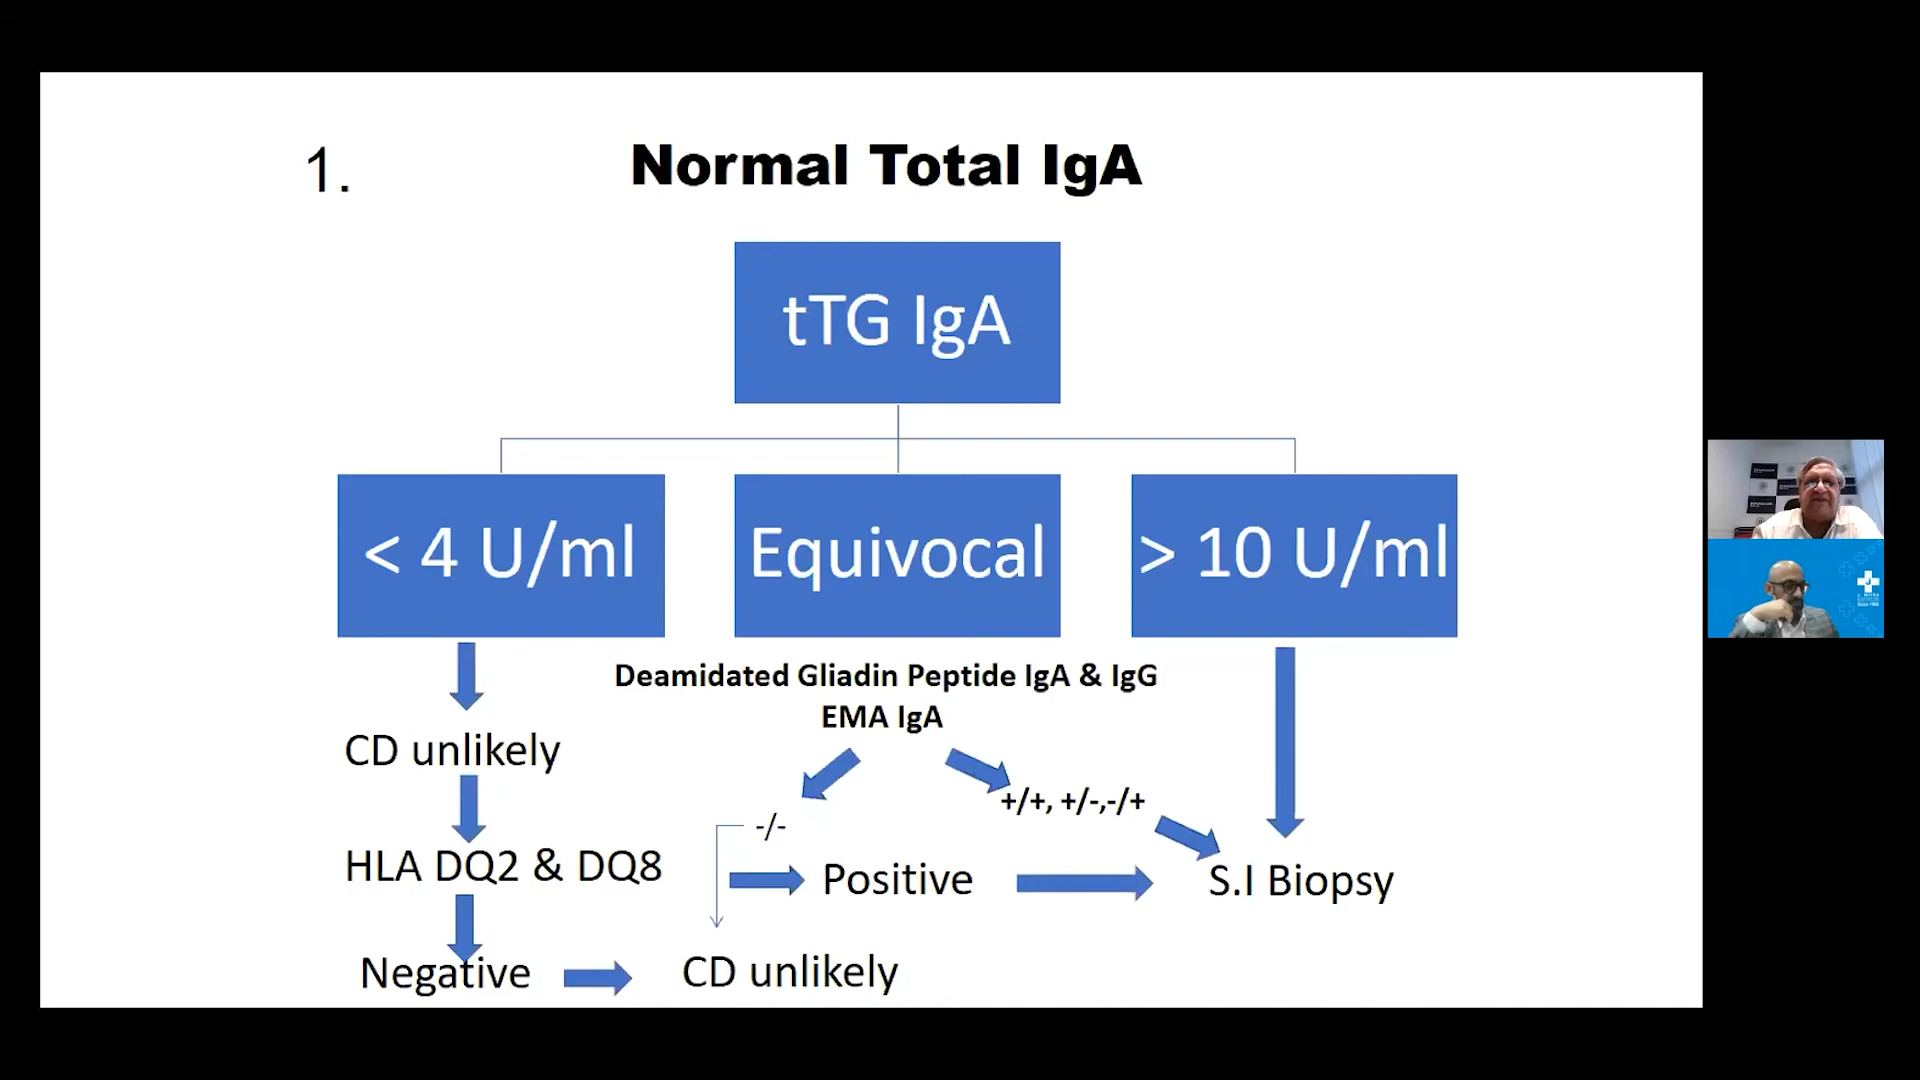 1.
Normal Total IgA
tTG IgA
< 4 U/ml
Equivocal
> 10 U/ml
Deamidated Gliadin Peptide IgA & IgG
EMA IgA
CD unlikely
+/+, +/-,-/+
-/-
HLA DQ2 & DQ8
Positive
S.I Biopsy
Negative
CD unlikely